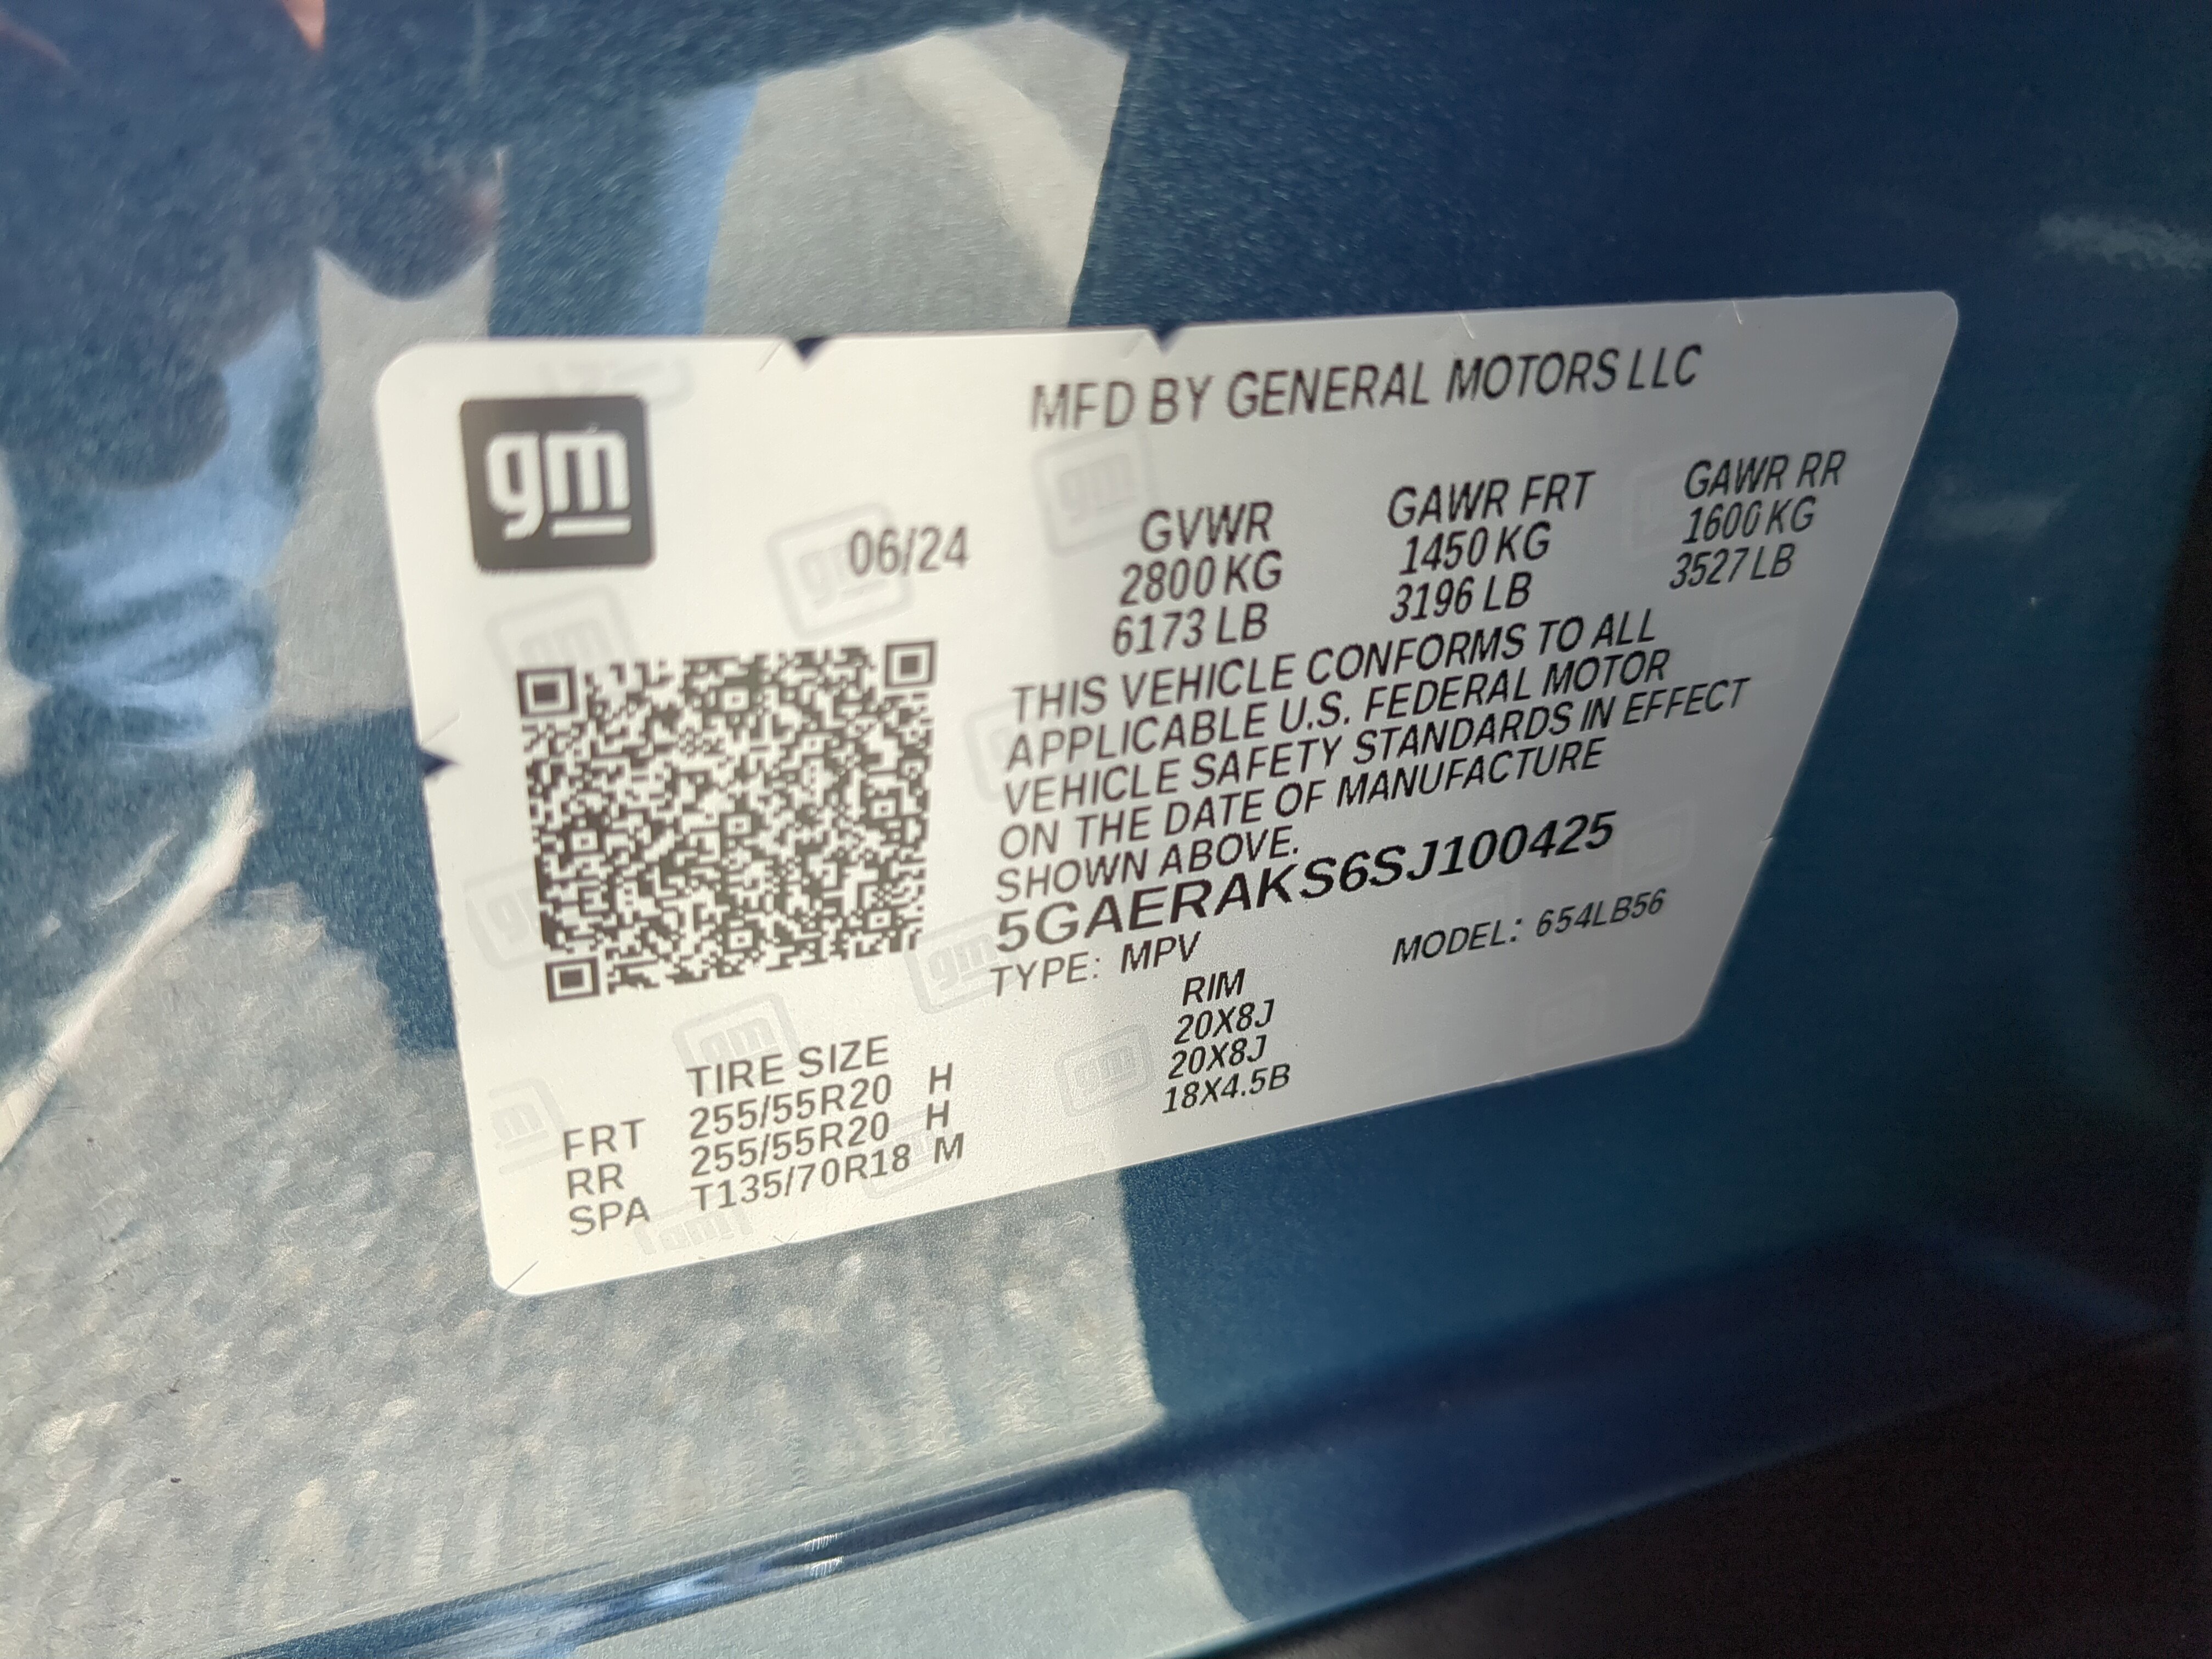 gm
MFD BY GENERAL MOTORS LLC
06/24
GVWR GAWR FRT GAWR RR
2800 KG 1450 KG 1600 KG
6173 LB 3196 LB 3527 LB
THIS VEHICLE CONFORMS TO ALL
APPLICABLE U.S. FEDERAL MOTOR
VEHICLE SAFETY STANDARDS IN EFFECT
ON THE DATE OF MANUFACTURE
SHOWN ABOVE.
5GAERAKS6SJ100425
TYPE: MPV MODEL: 654LB56
TIRE SIZE RIM
FRT 255/55R20 H 20X8J
RR 255/55R20 H 20X8J
SPA T135/70R18 M 18X4.5B